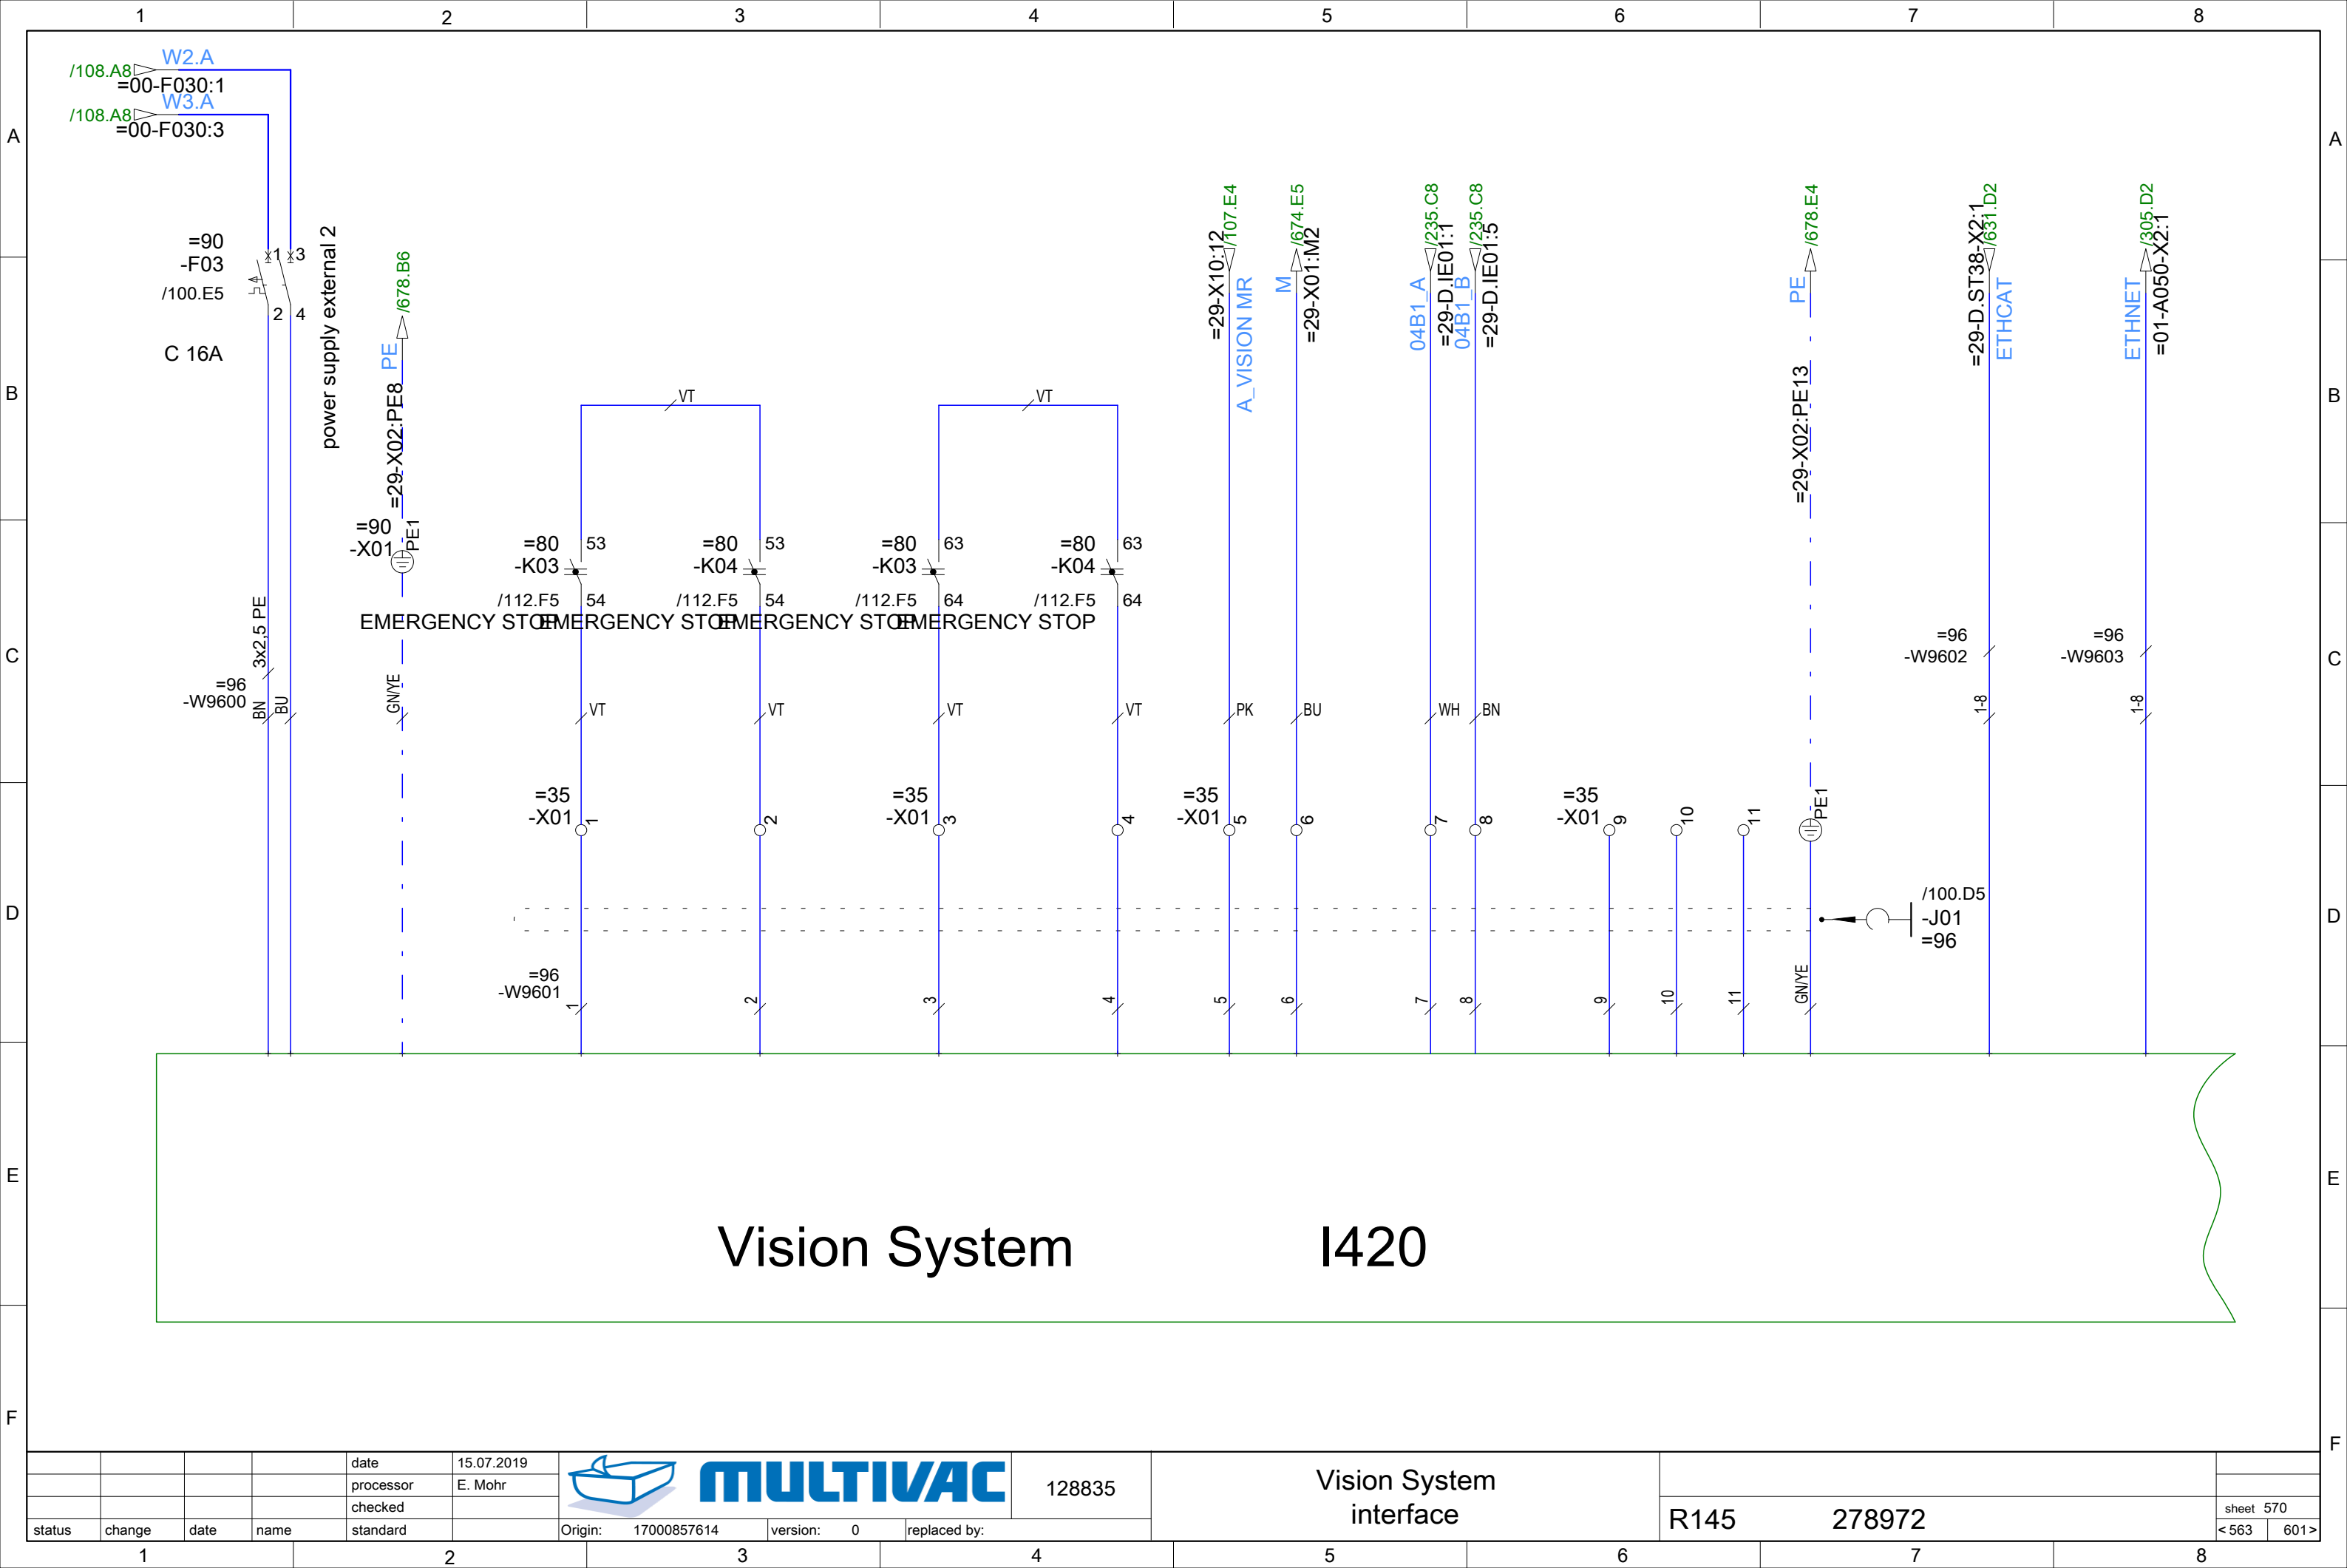 1 2 3 4 5 6 7 8
A
B
C
D
E
F
A
B
C
D
E
F
/108.A8 W2.A
=00-F030:1
/108.A8 W3.A
=00-F030:3
=90
-F03
/100.E5
1 3
2 4
C 16A
power supply external 2
/678.B6
PE
=29-X02:PE8
=90
-X01
PE1
VT
VT
=80
-K03
53
/112.F5
54
EMERGENCY STOP
=80
-K04
53
/112.F5
54
EMERGENCY STOP
=80
-K03
63
/112.F5
64
EMERGENCY STOP
=80
-K04
63
/112.F5
64
EMERGENCY STOP
/107.E4
=29-X10:12
A_VISION MR
/674.E5
M
=29-X01:M2
/235.C8
04B1_A
=29-D.IE01:1
/235.C8
04B1_B
=29-D.IE01:5
/678.E4
PE
=29-X02:PE13
/631.D2
=29-D.ST38-X2:1
ETHCAT
/305.D2
ETHNET
=01-A050-X2:1
3x2,5 PE
=96
-W9600
BN
BU
GN/YE
VT
VT
VT
VT
PK
BU
WH
BN
=96
-W9602
1-8
=96
-W9603
1-8
=35
-X01
1
2
=35
-X01
3
4
=35
-X01
5
6
7
8
=35
-X01
9
10
11
PE1
/100.D5
-J01
=96
=96
-W9601
1
2
3
4
5
6
7
8
9
10
11
GN/YE
Vision System I420
date 15.07.2019
processor E. Mohr
checked
status change date name standard
MULTIVAC
128835
Origin: 17000857614 version: 0 replaced by:
Vision System
interface
R145 278972
sheet 570
< 563 601 >
1 2 3 4 5 6 7 8